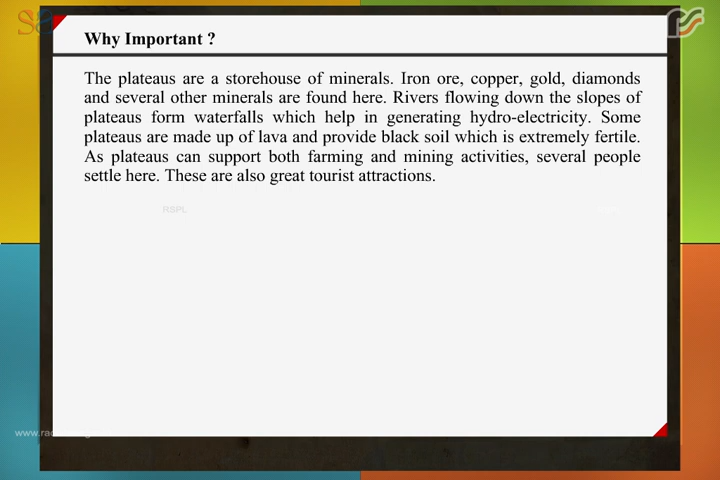 Why Important ?
The plateaus are a storehouse of minerals. Iron ore, copper, gold, diamonds
and several other minerals are found here. Rivers flowing down the slopes of
plateaus form waterfalls which help in generating hydro-electricity. Some
plateaus are made up of lava and provide black soil which is extremely fertile.
As plateaus can support both farming and mining activities, several people
settle here. These are also great tourist attractions.
RSPL